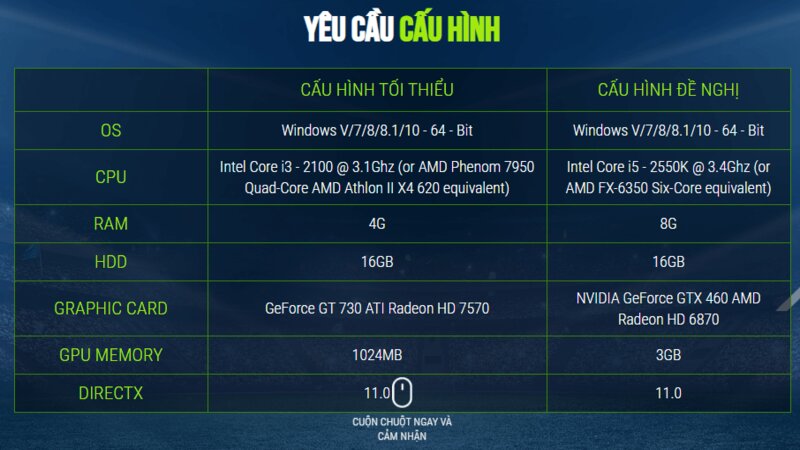 YÊU CẦU CẤU HÌNH
CẤU HÌNH TỐI THIỂU
CẤU HÌNH ĐỀ NGHỊ
OS
Windows V/7/8/8.1/10 - 64 - Bit
Windows V/7/8/8.1/10 - 64 - Bit
CPU
Intel Core i3 - 2100 @ 3.1Ghz (or AMD Phenom 7950
Quad-Core AMD Athlon II X4 620 equivalent)
Intel Core i5 - 2550K @ 3.4Ghz (or
AMD FX-6350 Six-Core equivalent)
RAM
4G
8G
HDD
16GB
16GB
GRAPHIC CARD
GeForce GT 730 ATI Radeon HD 7570
NVIDIA GeForce GTX 460 AMD
Radeon HD 6870
GPU MEMORY
1024MB
3GB
DIRECTX
11.0
11.0
CUỘN CHUỘT NGAY VÀ
CẢM NHẬN